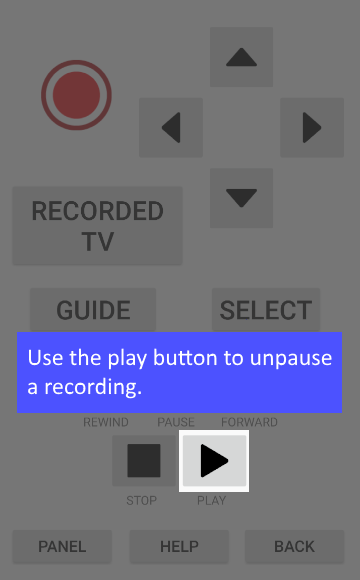 RECORDED
TV
GUIDE
SELECT
Use the play button to unpause
a recording.
REWIND
PAUSE
FORWARD
STOP
PLAY
PANEL
HELP
BACK